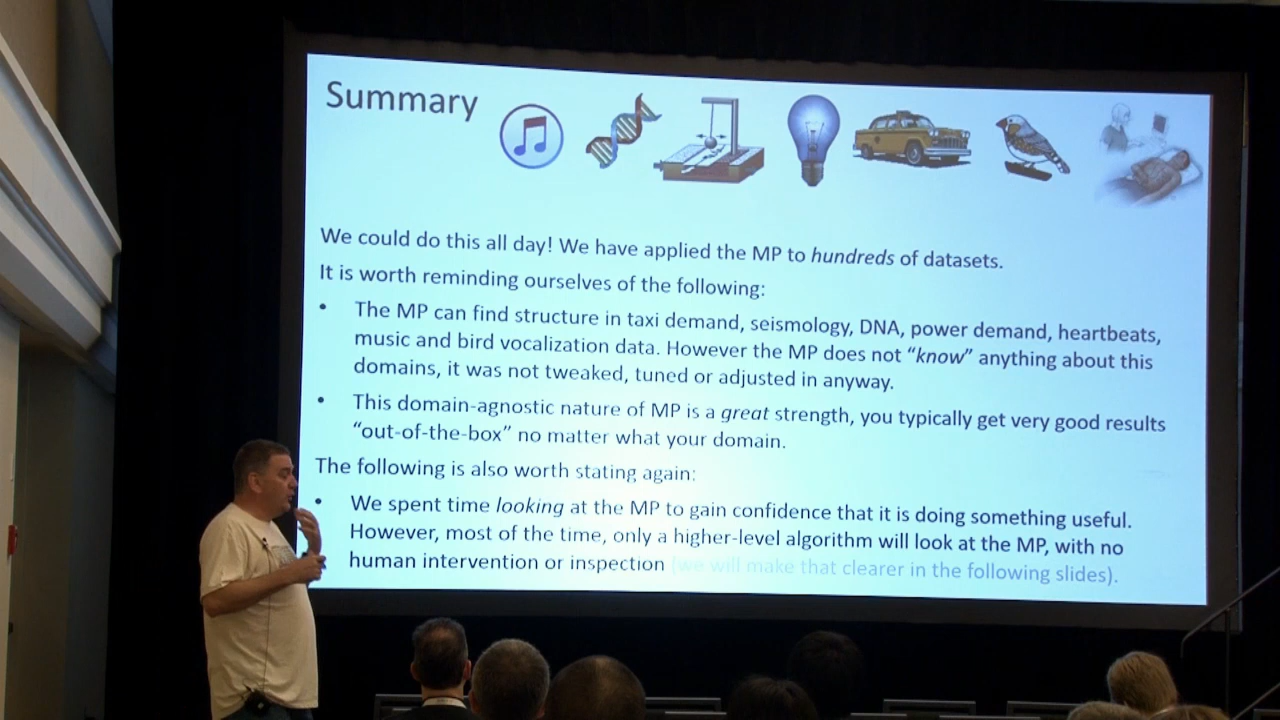 Summary
We could do this all day! We have applied the MP to hundreds of datasets.
It is worth reminding ourselves of the following:
• The MP can find structure in taxi demand, seismology, DNA, power demand, heartbeats,
music and bird vocalization data. However the MP does not “know” anything about this
domains, it was not tweaked, tuned or adjusted in anyway.
• This domain-agnostic nature of MP is a great strength, you typically get very good results
“out-of-the-box” no matter what your domain.
The following is also worth stating again:
• We spent time looking at the MP to gain confidence that it is doing something useful.
However, most of the time, only a higher-level algorithm will look at the MP, with no
human intervention or inspection (we will make that clearer in the following slides).